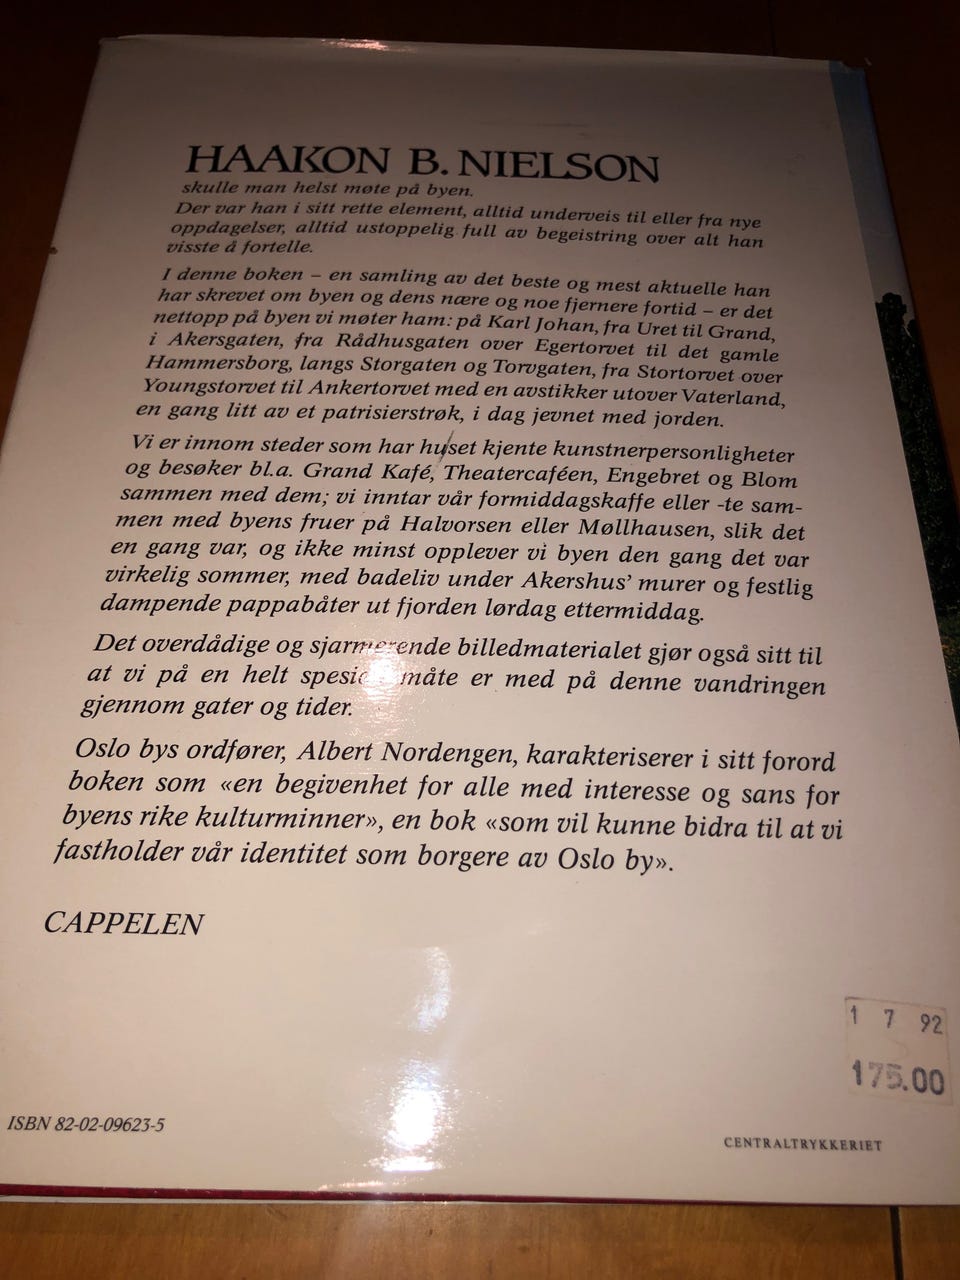 HAAKON B. NIELSON
skulle man helst møte på byen.
Der var han i sitt rette element, alltid underveis til eller fra nye
oppdagelser, alltid ustoppelig full av begeistring over alt han
visste å fortelle.
I denne boken – en samling av det beste og mest aktuelle han
har skrevet om byen og dens nære og noe fjernere fortid – er det
nettopp på byen vi møter ham: på Karl Johan, fra Uret til Grand,
i Akersgaten, fra Rådhusgaten over Egertorvet til det gamle
Hammersborg, langs Storgaten og Torvgaten, fra Stortorvet over
Youngstorvet til Ankertorvet med en avstikker utover Vaterland,
en gang litt av et patrisierstrøk, i dag jevnet med jorden.
Vi er innom steder som har huset kjente kunstnerpersonligheter
og besøker bl.a. Grand Kafé, Theatercaféen, Engebret og Blom
sammen med dem; vi inntar vår formiddagskaffe eller -te sam-
men med byens fruer på Halvorsen eller Møllhausen, slik det
en gang var, og ikke minst opplever vi byen den gang det var
virkelig sommer, med badeliv under Akershus' murer og festlig
dampende pappabåter ut fjorden lørdag ettermiddag.
Det overdådige og sjarmerende billedmaterialet gjør også sitt til
at vi på en helt spesiell måte er med på denne vandringen
gjennom gater og tider.
Oslo bys ordfører, Albert Nordengen, karakteriserer i sitt forord
boken som «en begivenhet for alle med interesse og sans for
byens rike kulturminner», en bok «som vil kunne bidra til at vi
fastholder vår identitet som borgere av Oslo by».
CAPPELEN
1 7 92
175.00
ISBN 82-02-09623-5
CENTRALTRYKKERIET